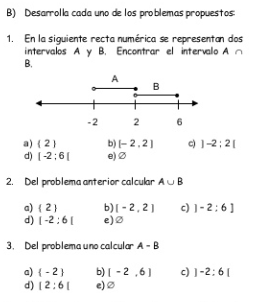 B) Desarrolla cada uno de los problemas propuestos:
1. En la siguiente recta numérica se representan dos
intervalos A y B. Encontrar el intervalo A ∩
B.
A
B
-2 2 6
a) { 2 } b) [– 2 , 2 ] c) ] –2 ; 2 [
d) [ -2 ; 6 [ e) ∅
2. Del problema anterior calcular A ∪ B
a) { 2 } b) [ – 2 , 2 ] c) ] – 2 ; 6 ]
d) [ -2 ; 6 [ e) ∅
3. Del problema uno calcular A – B
a) { – 2 } b) [ – 2 , 6 ] c) ] –2 ; 6 [
d) [ 2 ; 6 [ e) ∅